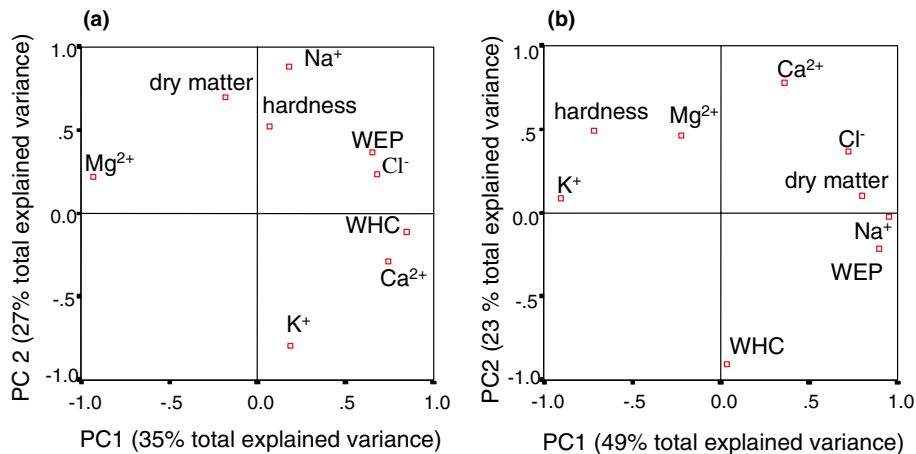 (a)
PC 2 (27% total explained variance)
1.0
.5
0.0
-.5
-1.0
Na⁺
dry matter
hardness
WEP
Mg²⁺
Cl⁻
WHC
Ca²⁺
K⁺
-1.0 -.5 0.0 .5 1.0
PC1 (35% total explained variance)
(b)
PC2 (23 % total explained variance)
1.0
.5
0.0
-.5
-1.0
Ca²⁺
hardness
Mg²⁺
Cl⁻
K⁺
dry matter
Na⁺
WEP
WHC
-1.0 -.5 0.0 .5 1.0
PC1 (49% total explained variance)